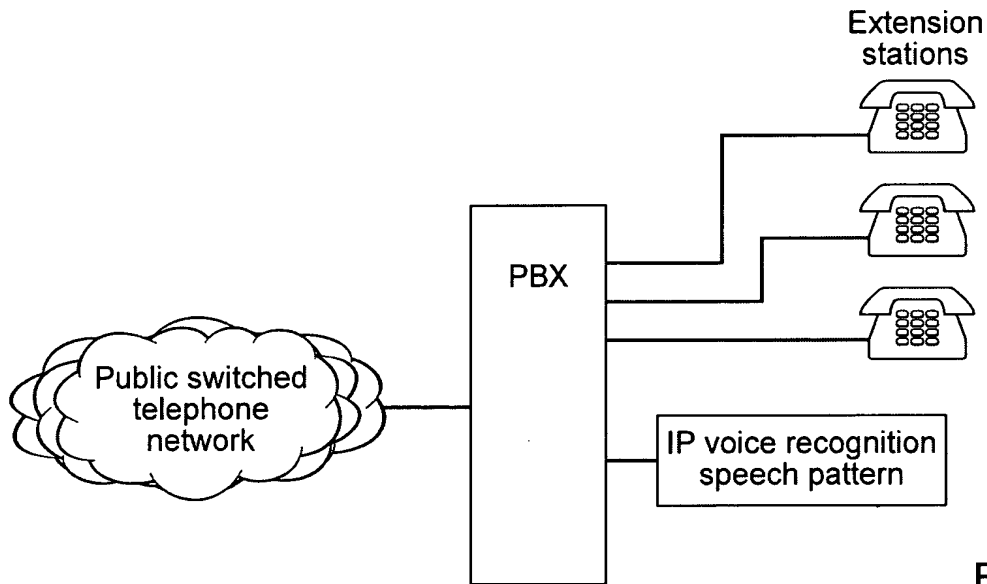 Extension
stations
PBX
Public switched
telephone
network
IP voice recognition
speech pattern